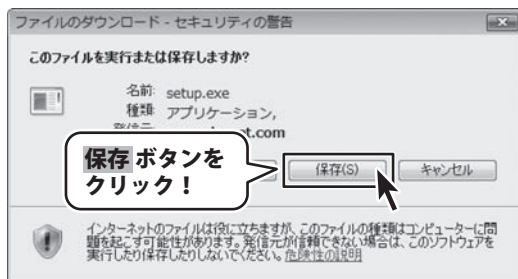 ファイルのダウンロード - セキュリティの警告
このファイルを実行または保存しますか?
名前: setup.exe
種類: アプリケーション,
et.com
保存 ボタンを
クリック!
保存(S)
キャンセル
インターネットのファイルは役に立ちますが、このファイルの種類はコンピューターに問
題を起こす可能性があります。発信元が信頼できない場合は、このソフトウェアを
実行したり保存したりしないでください。危険性の説明